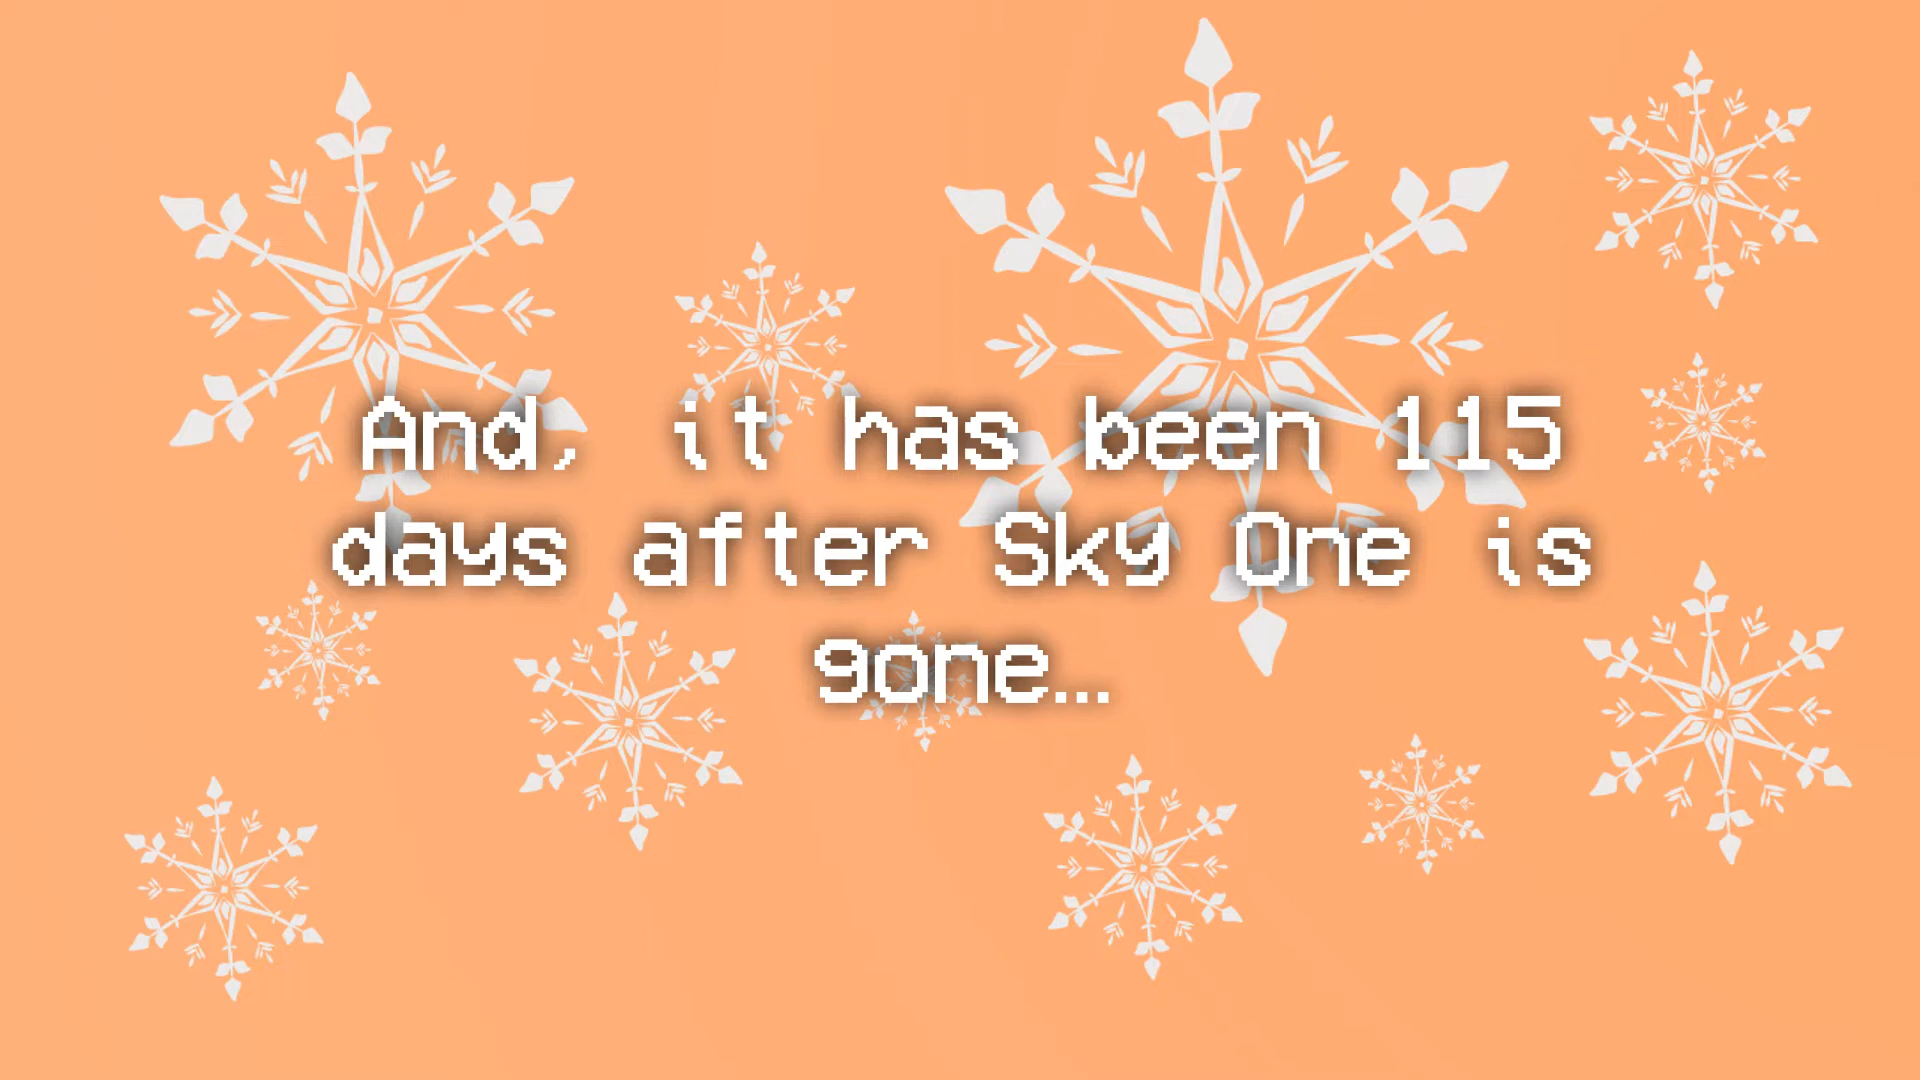 And, it has been 115
days after Sky One is
gone...